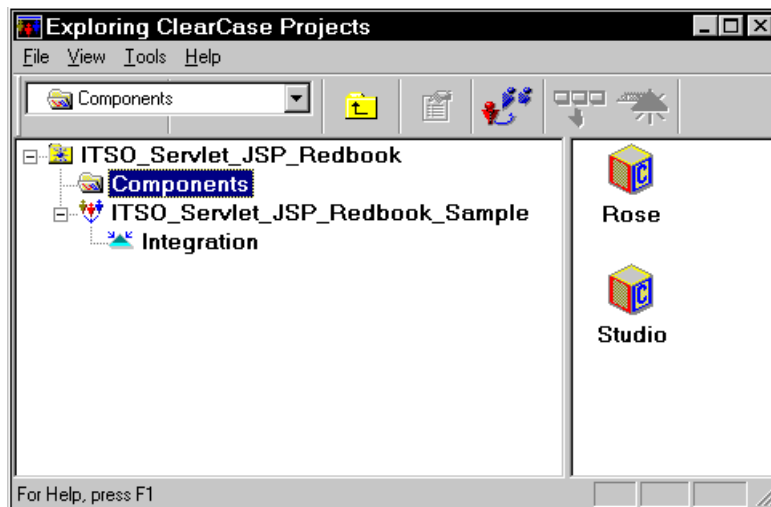 Exploring ClearCase Projects
File View Tools Help
Components
ITSO_Servlet_JSP_Redbook
Components
ITSO_Servlet_JSP_Redbook_Sample
Integration
Rose
Studio
For Help, press F1